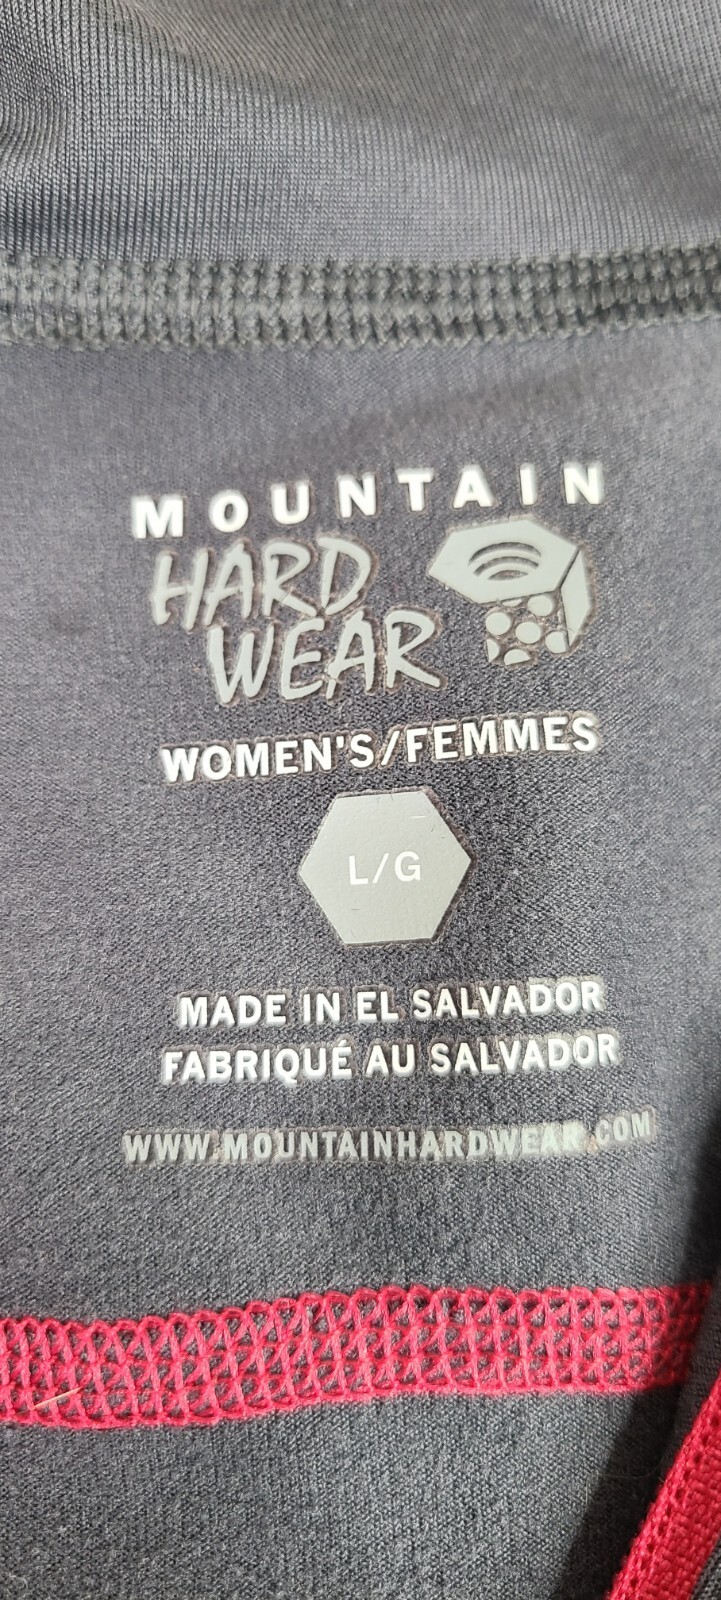 MOUNTAIN
HARD
WEAR
WOMEN'S/FEMMES
L/G
MADE IN EL SALVADOR
FABRIQUÉ AU SALVADOR
WWW.MOUNTAINHARDWEAR.COM